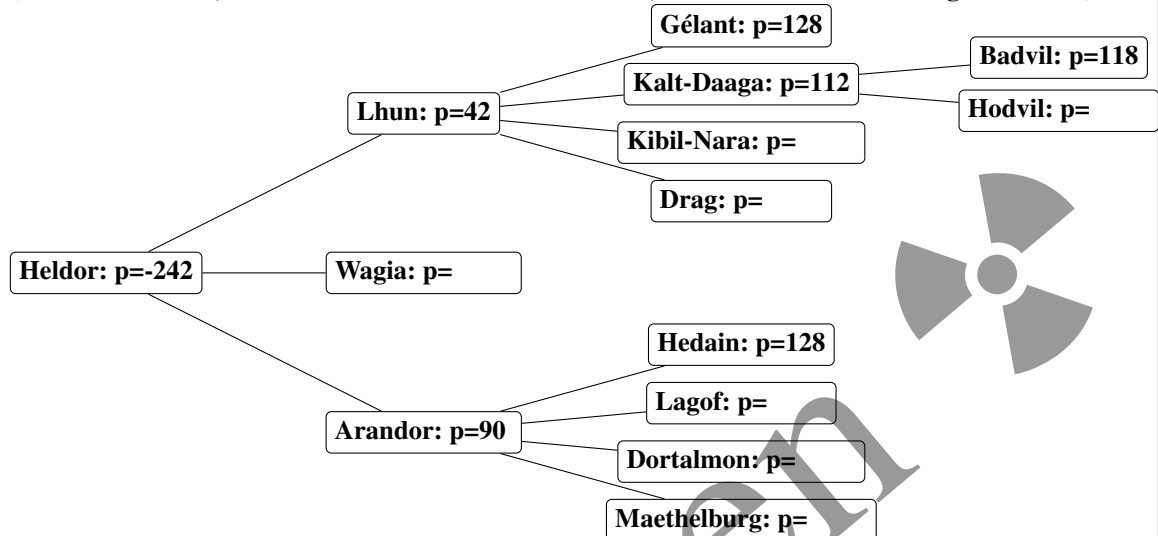 Gélant: p=128
Badvil: p=118
Kalt-Daaga: p=112
Hodvil: p=
Lhun: p=42
Kibil-Nara: p=
Drag: p=
Heldor: p=-242
Wagia: p=
Hedain: p=128
Lagof: p=
Arandor: p=90
Dortalmon: p=
Maethelburg: p=